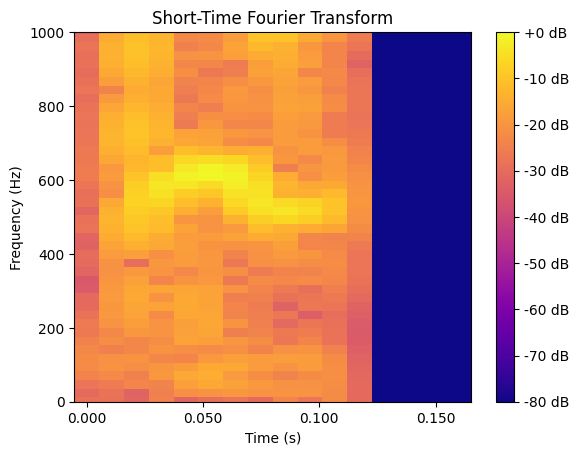 Short-Time Fourier Transform
1000
800
600
400
200
0
Frequency (Hz)
0.000
0.050
0.100
0.150
Time (s)
+0 dB
-10 dB
-20 dB
-30 dB
-40 dB
-50 dB
-60 dB
-70 dB
-80 dB